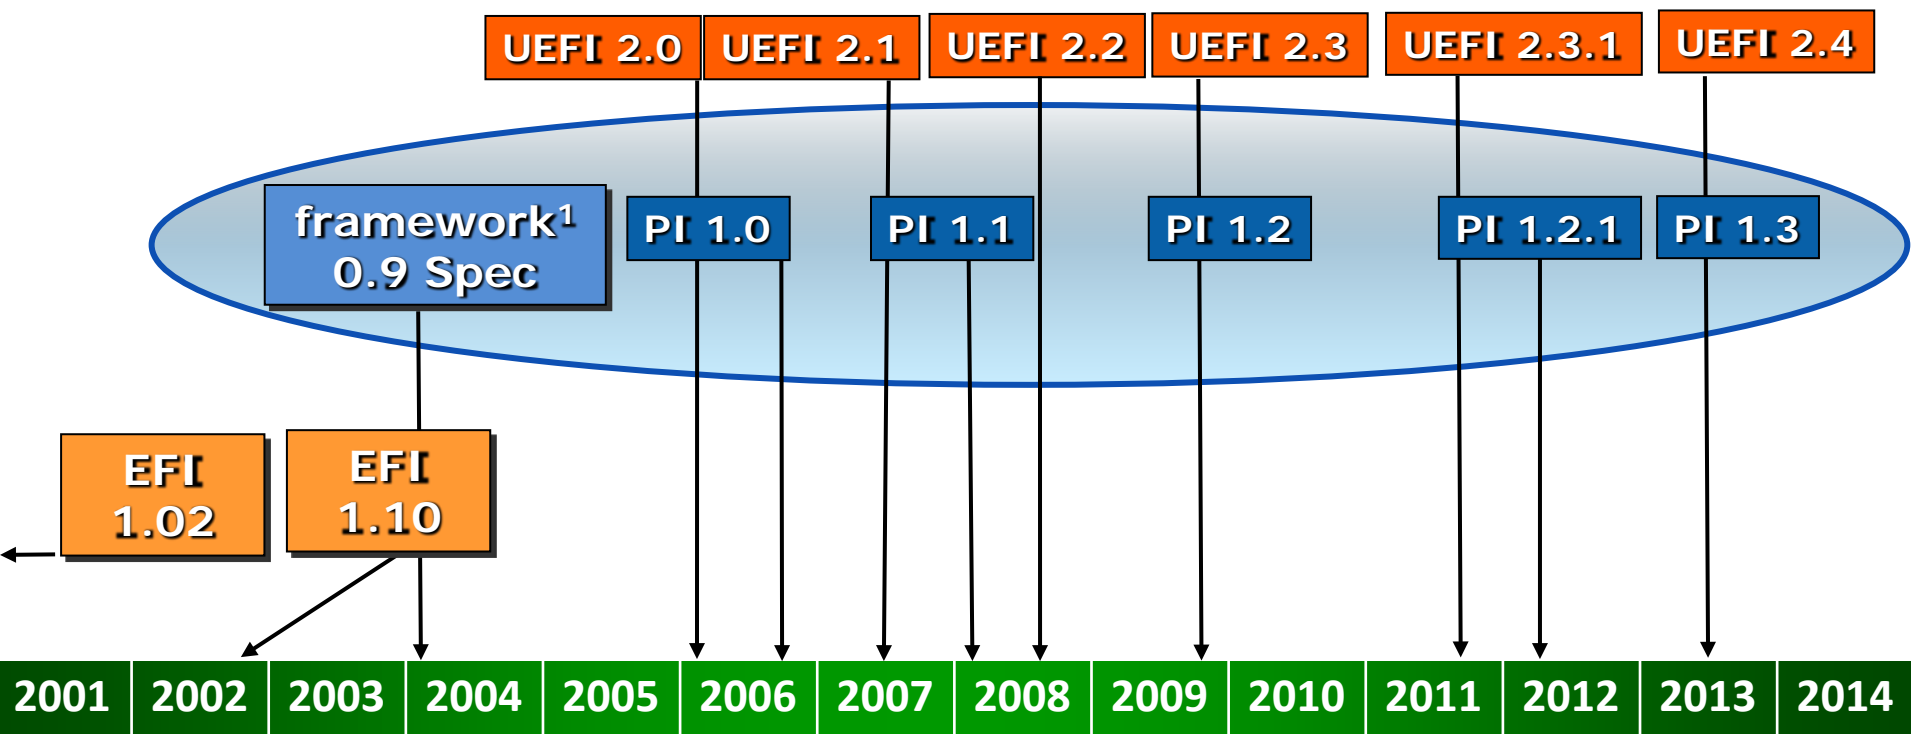 UEFI 2.0
UEFI 2.1
UEFI 2.2
UEFI 2.3
UEFI 2.3.1
UEFI 2.4
framework¹
0.9 Spec
PI 1.0
PI 1.1
PI 1.2
PI 1.2.1
PI 1.3
EFI
1.02
EFI
1.10
2001 2002 2003 2004 2005 2006 2007 2008 2009 2010 2011 2012 2013 2014